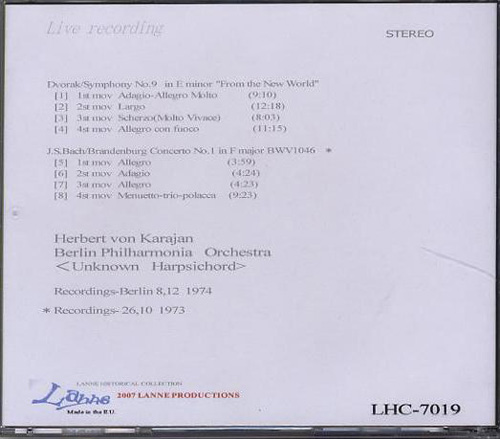 Live recording
STEREO
Dvorak/Symphony No.9 in E minor "From the New World"
[1] 1st mov Adagio-Allegro Molto (9:10)
[2] 2st mov Largo (12:18)
[3] 3st mov Scherzo(Molto Vivace) (8:03)
[4] 4st mov Allegro con fuoco (11:15)
J.S.Bach/Brandenburg Concerto No.1 in F major BWV1046 *
[5] 1st mov Allegro (3:59)
[6] 2st mov Adagio (4:24)
[7] 3st mov Allegro (4:23)
[8] 4st mov Menuetto-trio-polacca (9:23)
Herbert von Karajan
Berlin Philharmonia Orchestra
<Unknown Harpsichord>
Recordings-Berlin 8,12 1974
* Recordings- 26,10 1973
LANNE HISTORICAL COLLECTION
Lanne 2007 LANNE PRODUCTIONS
Made in the E.U.
LHC-7019